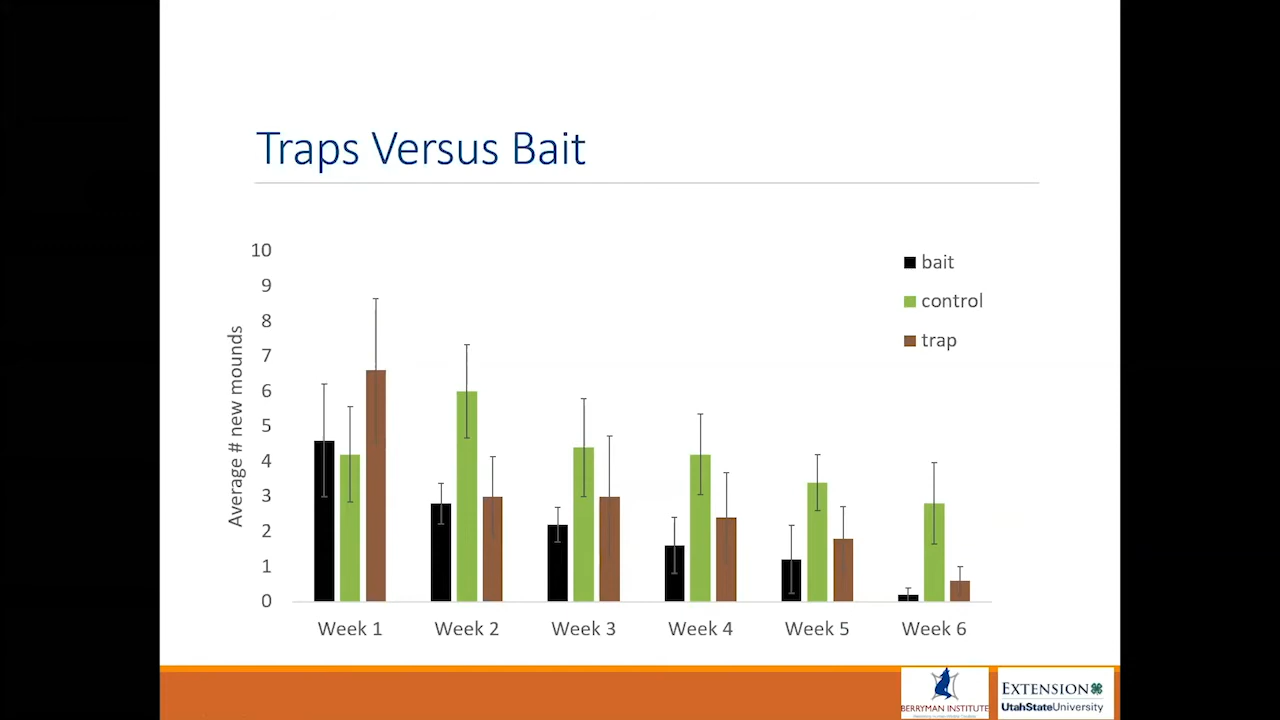 Traps Versus Bait
10
9
8
7
6
5
4
3
2
1
0
Average # new mounds
bait
control
trap
Week 1
Week 2
Week 3
Week 4
Week 5
Week 6
BERRYMAN INSTITUTE
EXTENSION
UtahStateUniversity